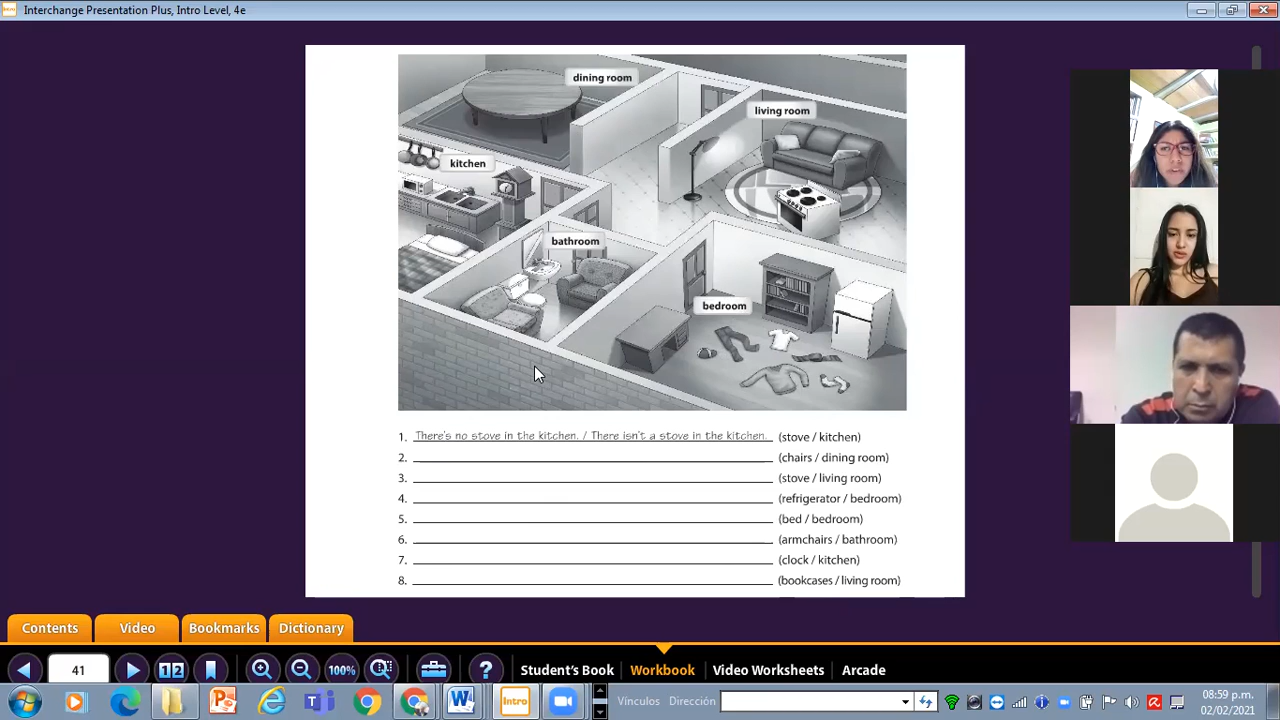 Interchange Presentation Plus, Intro Level, 4e
dining room
living room
kitchen
bathroom
bedroom
1. There's no stove in the kitchen. / There isn't a stove in the kitchen. (stove / kitchen)
2. (chairs / dining room)
3. (stove / living room)
4. (refrigerator / bedroom)
5. (bed / bedroom)
6. (armchairs / bathroom)
7. (clock / kitchen)
8. (bookcases / living room)
Contents Video Bookmarks Dictionary
41 12 100% ? Student's Book Workbook Video Worksheets Arcade
Intro Vínculos Dirección 08:59 p.m.
02/02/2021